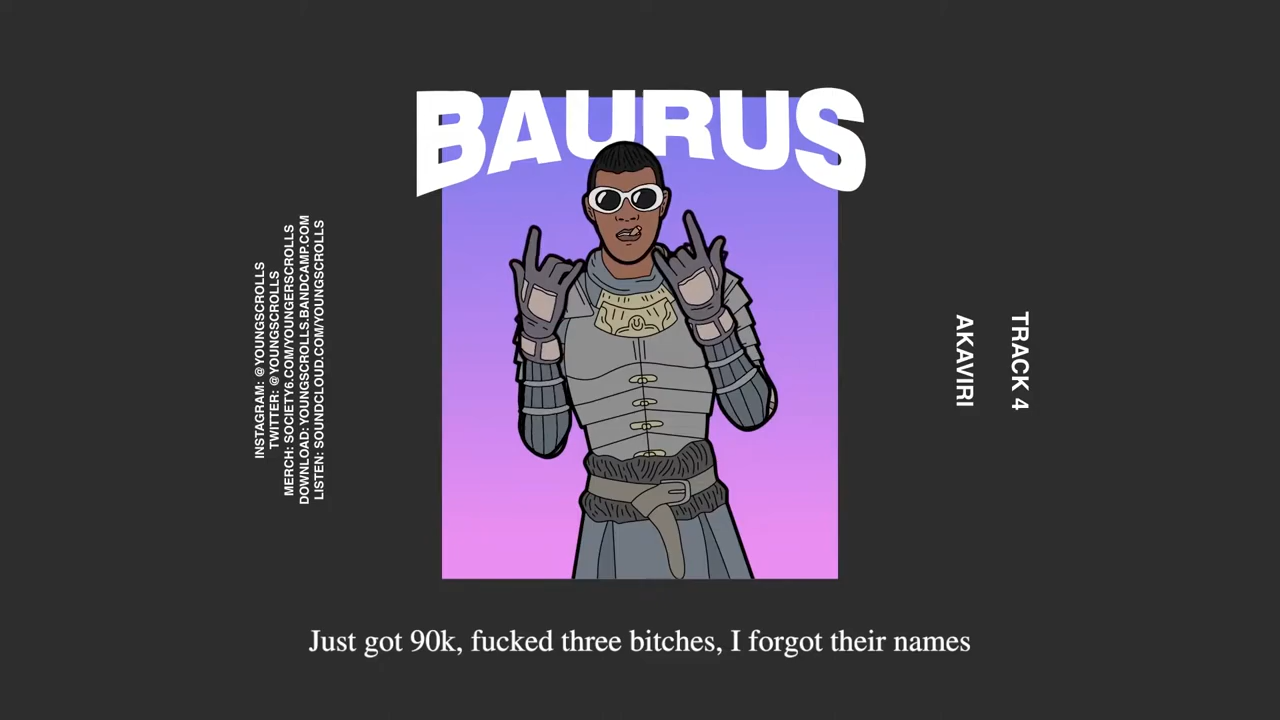 BAURUS
INSTAGRAM: @YOUNGSCROLLS
TWITTER: @YOUNGSCROLLS
MERCH: SOCIETY6.COM/YOUNGERSCROLLS
DOWNLOAD: YOUNGSCROLLS.BANDCAMP.COM
LISTEN: SOUNDCLOUD.COM/YOUNGSCROLLS
TRACK 4
AKAVIRI
Just got 90k, fucked three bitches, I forgot their names